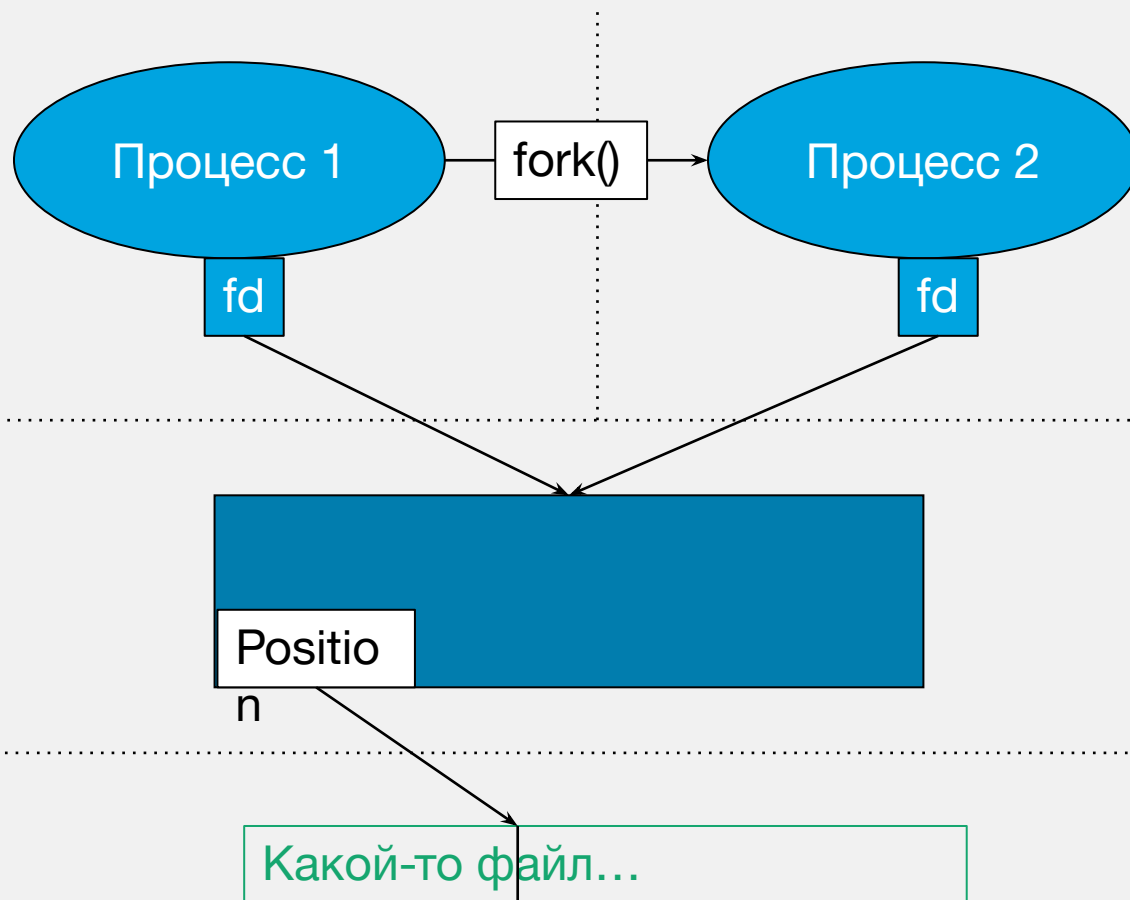 Процесс 1
fork()
Процесс 2
fd
fd
Positio
n
Какой-то файл…